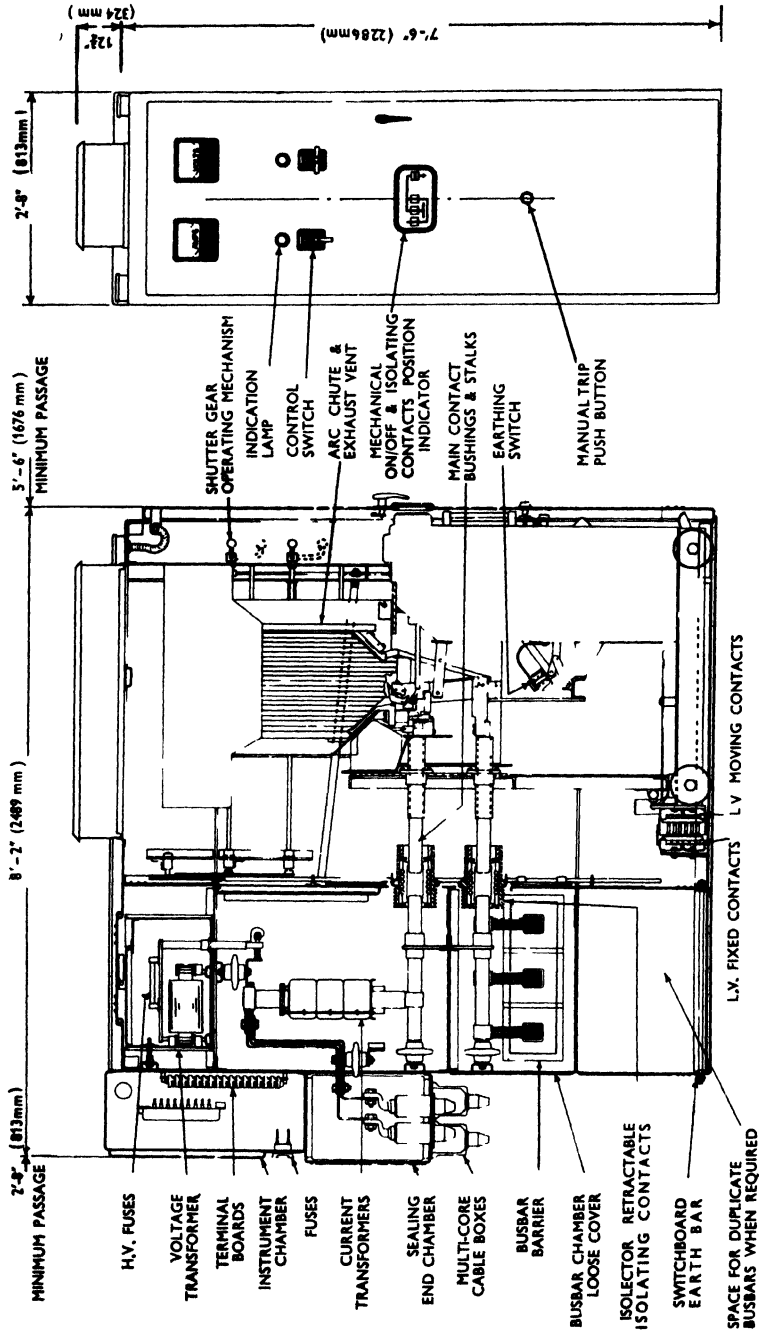 MINIMUM PASSAGE
2'-8" (813mm)
8'-2" (2489 mm)
5'-6" (1676 mm)
MINIMUM PASSAGE
2'-8" (813mm)
12¾"
(324 mm)
7'-6" (2286mm)
H.V. FUSES
VOLTAGE
TRANSFORMER
TERMINAL
BOARDS
INSTRUMENT
CHAMBER
FUSES
CURRENT
TRANSFORMERS
SEALING
END CHAMBER
MULTI-CORE
CABLE BOXES
BUSBAR
BARRIER
BUSBAR CHAMBER
LOOSE COVER
ISOLECTOR RETRACTABLE
ISOLATING CONTACTS
SWITCHBOARD
EARTH BAR
SPACE FOR DUPLICATE
BUSBARS WHEN REQUIRED
L.V. FIXED CONTACTS
L V MOVING CONTACTS
SHUTTER GEAR
OPERATING MECHANISM
INDICATION
LAMP
CONTROL
SWITCH
ARC CHUTE &
EXHAUST VENT
MECHANICAL
ON/OFF & ISOLATING
CONTACTS POSITION
INDICATOR
MAIN CONTACT
BUSHINGS & STALKS
EARTHING
SWITCH
MANUAL TRIP
PUSH BUTTON